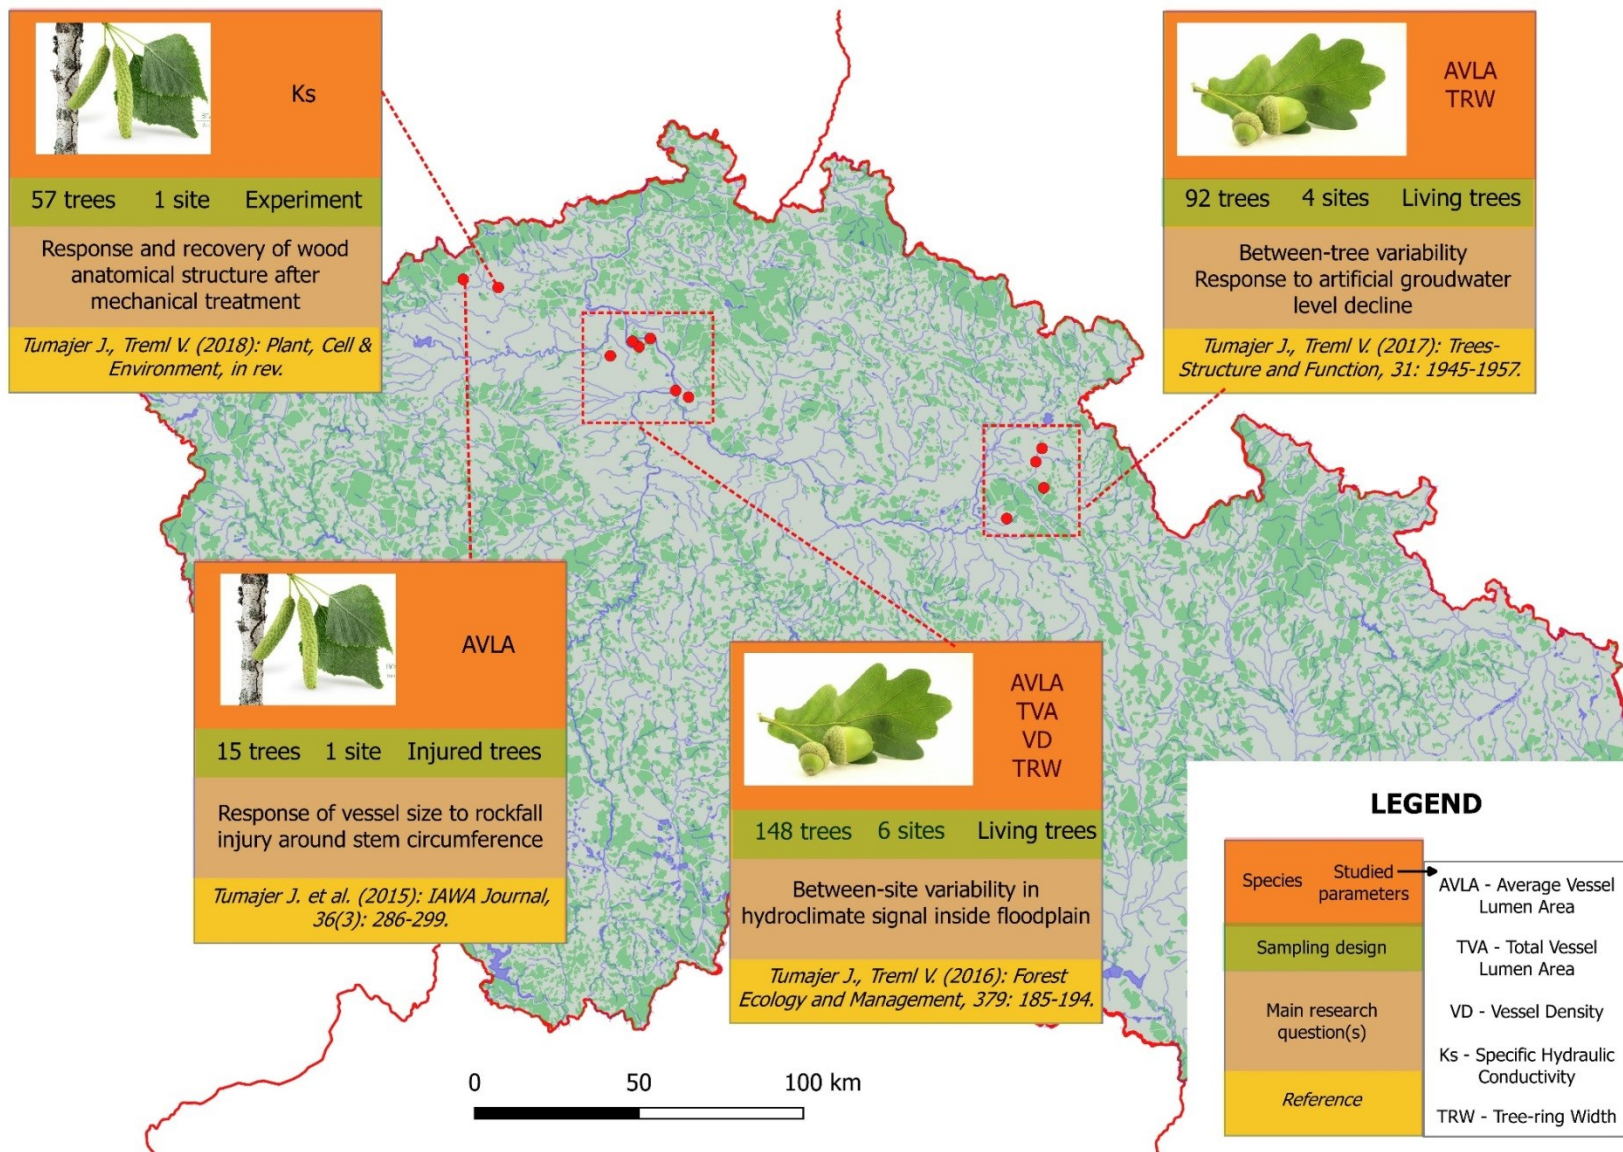 Ks
57 trees 1 site Experiment
Response and recovery of wood
anatomical structure after
mechanical treatment
Tumajer J., Treml V. (2018): Plant, Cell &
Environment, in rev.
AVLA
TRW
92 trees 4 sites Living trees
Between-tree variability
Response to artificial groudwater
level decline
Tumajer J., Treml V. (2017): Trees-
Structure and Function, 31: 1945-1957.
AVLA
15 trees 1 site Injured trees
Response of vessel size to rockfall
injury around stem circumference
Tumajer J. et al. (2015): IAWA Journal,
36(3): 286-299.
AVLA
TVA
VD
TRW
148 trees 6 sites Living trees
Between-site variability in
hydroclimate signal inside floodplain
Tumajer J., Treml V. (2016): Forest
Ecology and Management, 379: 185-194.
0 50 100 km
LEGEND
Species Studied
parameters
Sampling design
Main research
question(s)
Reference
AVLA - Average Vessel
Lumen Area
TVA - Total Vessel
Lumen Area
VD - Vessel Density
Ks - Specific Hydraulic
Conductivity
TRW - Tree-ring Width